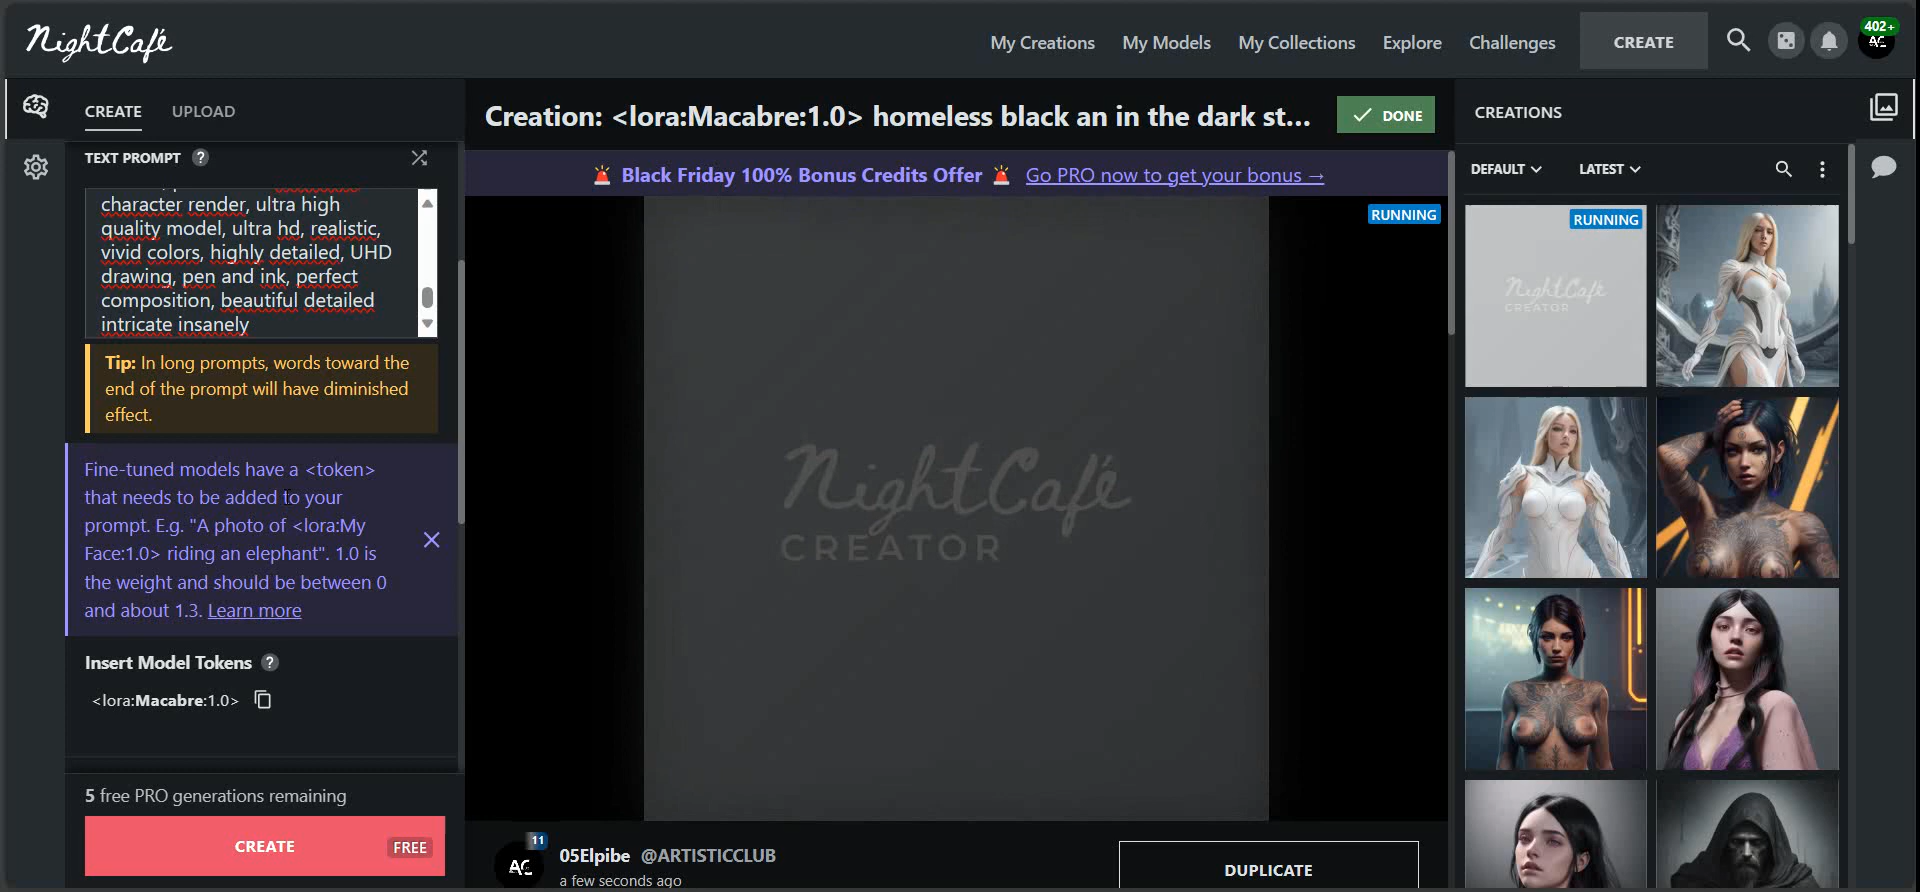 NightCafé
My Creations
My Models
My Collections
Explore
Challenges
CREATE
402+
AC
CREATE
UPLOAD
TEXT PROMPT ?
character render, ultra high
quality model, ultra hd, realistic,
vivid colors, highly detailed, UHD
drawing, pen and ink, perfect
composition, beautiful detailed
intricate insanely
Tip: In long prompts, words toward the
end of the prompt will have diminished
effect.
Fine-tuned models have a <token>
that needs to be added to your
prompt. E.g. "A photo of <lora:My
Face:1.0> riding an elephant". 1.0 is
the weight and should be between 0
and about 1.3. Learn more
Insert Model Tokens ?
<lora:Macabre:1.0>
5 free PRO generations remaining
CREATE
FREE
Creation: <lora:Macabre:1.0> homeless black an in the dark st...
DONE
Black Friday 100% Bonus Credits Offer
Go PRO now to get your bonus →
RUNNING
NightCafé
CREATOR
11
AC
05Elpibe @ARTISTICCLUB
a few seconds ago
DUPLICATE
CREATIONS
DEFAULT
LATEST
RUNNING
NightCafé
CREATOR